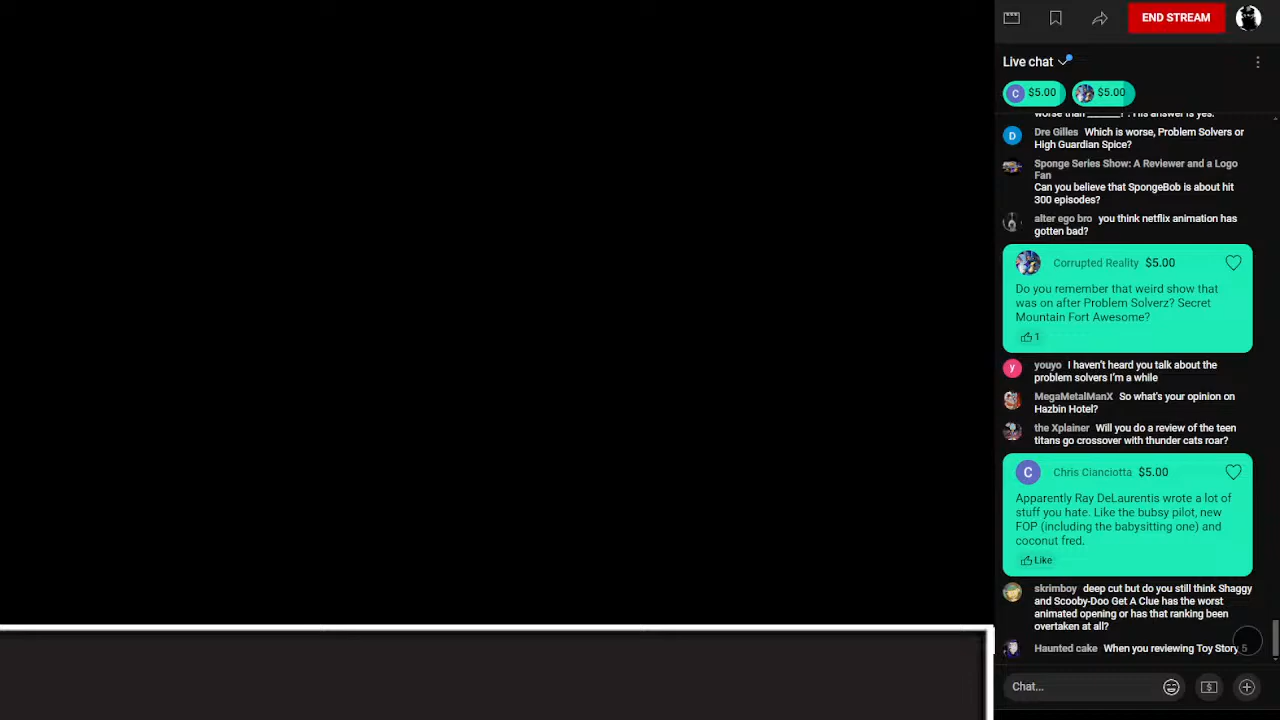 END STREAM
Live chat
C $5.00
$5.00
worse than ______? . His answer is yes.
D Dre Gilles Which is worse, Problem Solvers or
High Guardian Spice?
Sponge Series Show: A Reviewer and a Logo
Fan
Can you believe that SpongeBob is about hit
300 episodes?
alter ego bro you think netflix animation has
gotten bad?
Corrupted Reality $5.00
Do you remember that weird show that
was on after Problem Solverz? Secret
Mountain Fort Awesome?
1
y youyo I haven't heard you talk about the
problem solvers I'm a while
MegaMetalManX So what's your opinion on
Hazbin Hotel?
the Xplainer Will you do a review of the teen
titans go crossover with thunder cats roar?
C Chris Cianciotta $5.00
Apparently Ray DeLaurentis wrote a lot of
stuff you hate. Like the bubsy pilot, new
FOP (including the babysitting one) and
coconut fred.
Like
skrimboy deep cut but do you still think Shaggy
and Scooby-Doo Get A Clue has the worst
animated opening or has that ranking been
overtaken at all?
Haunted cake When you reviewing Toy Story 5
Chat...